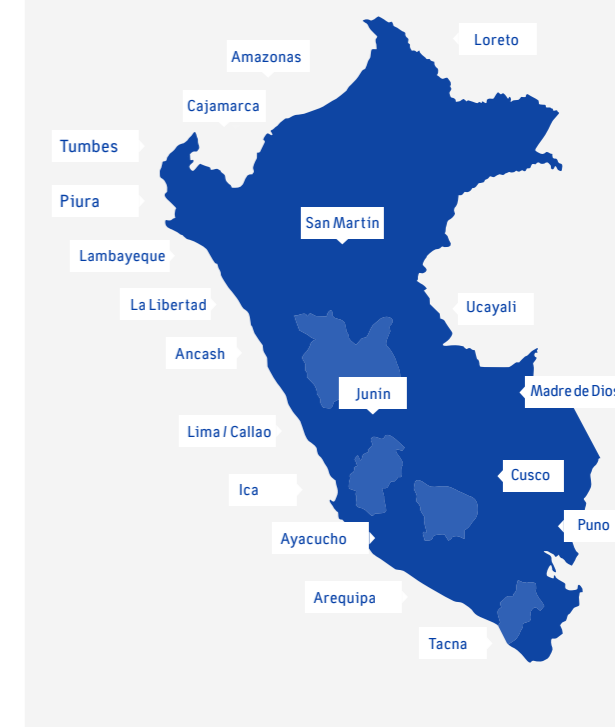 Loreto
Amazonas
Cajamarca
Tumbes
Piura
San Martín
Lambayeque
La Libertad
Ucayali
Ancash
Junin
Madre de Dios
Lima / Callao
Cusco
Ica
Puno
Ayacucho
Arequipa
Tacna